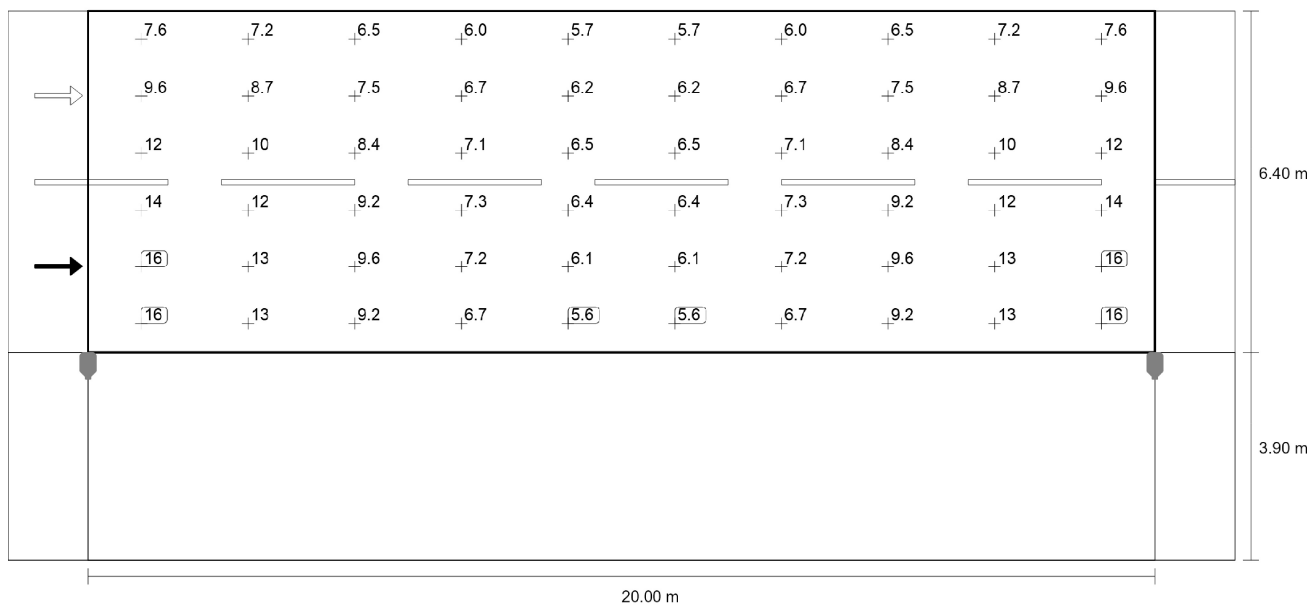 7.6 7.2 6.5 6.0 5.7 5.7 6.0 6.5 7.2 7.6
9.6 8.7 7.5 6.7 6.2 6.2 6.7 7.5 8.7 9.6
12 10 8.4 7.1 6.5 6.5 7.1 8.4 10 12
6.40 m
14 12 9.2 7.3 6.4 6.4 7.3 9.2 12 14
16 13 9.6 7.2 6.1 6.1 7.2 9.6 13 16
16 13 9.2 6.7 5.6 5.6 6.7 9.2 13 16
3.90 m
20.00 m